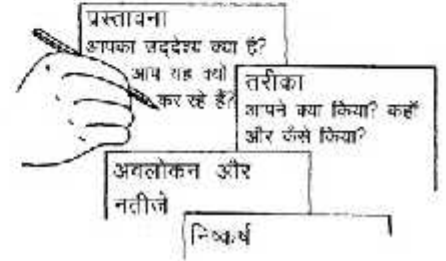 प्रस्तावना
आपका उद्देश्य क्या है?
आप यह क्यों
कर रहे हैं?
तरीका
आपने क्या किया? कहाँ
और कैसे किया?
अवलोकन और
नतीजे
निष्कर्ष